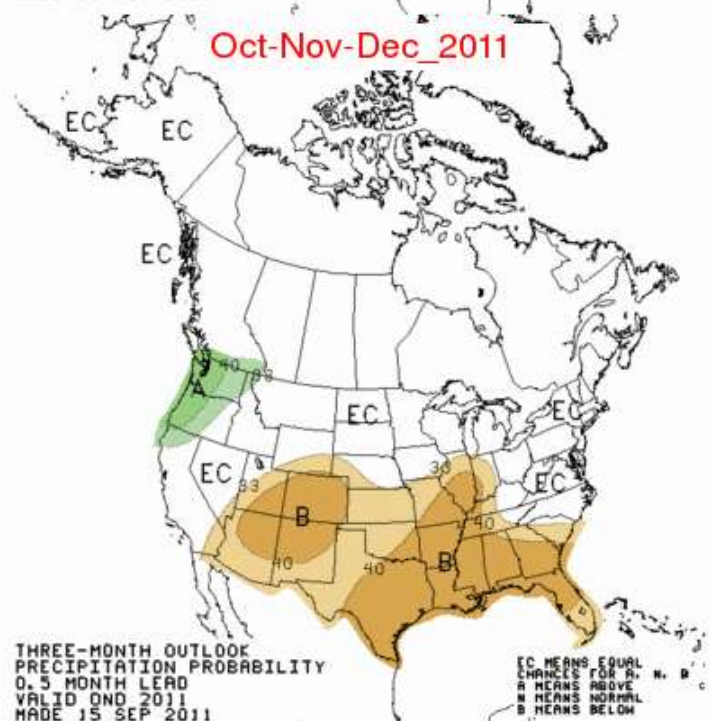 Oct-Nov-Dec_2011
EC
EC
EC
40
33
A
EC
EC
EC
33
33
EC
B
40
40
40
B
THREE-MONTH OUTLOOK
PRECIPITATION PROBABILITY
0.5 MONTH LEAD
VALID OND 2011
MADE 15 SEP 2011
EC MEANS EQUAL
CHANCES FOR A, N, B
A MEANS ABOVE
N MEANS NORMAL
B MEANS BELOW